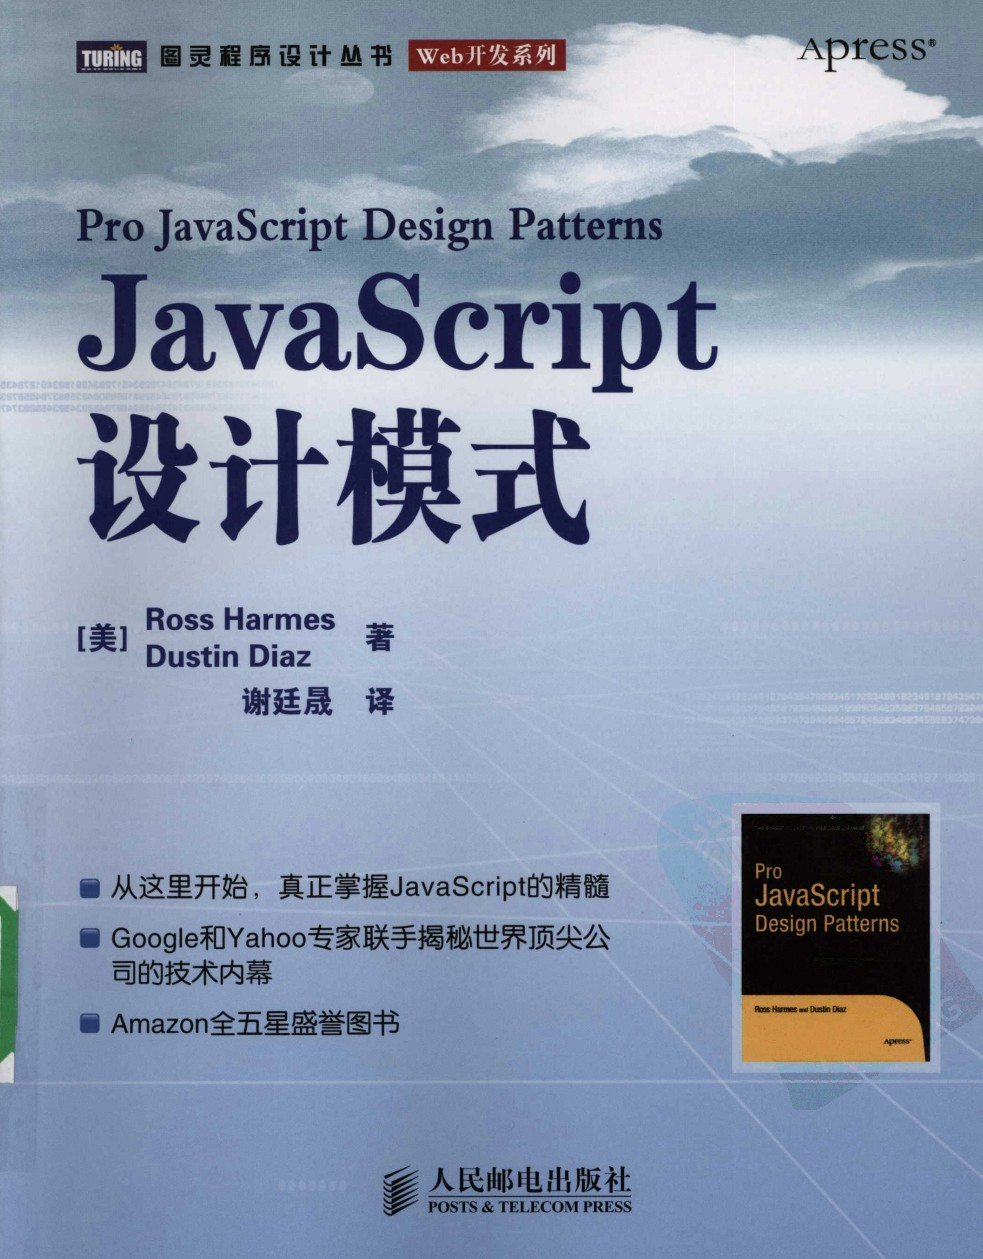 TURING 图灵程序设计丛书 Web开发系列 Apress®
Pro JavaScript Design Patterns
JavaScript
设计模式
[美] Ross Harmes
Dustin Diaz 著
谢廷晟 译
从这里开始，真正掌握JavaScript的精髓
Google和Yahoo专家联手揭秘世界顶尖公
司的技术内幕
Amazon全五星盛誉图书
Pro
JavaScript
Design Patterns
Ross Harmes and Dustin Diaz
Apress®
人民邮电出版社
POSTS & TELECOM PRESS